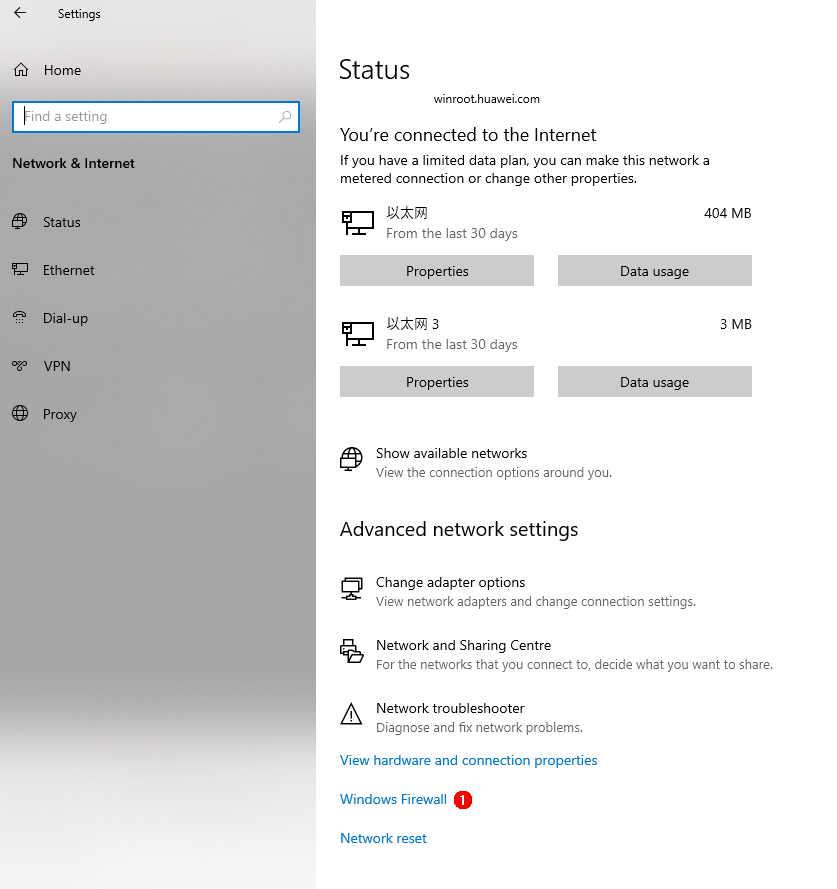 Settings
Home
Find a setting
Network & Internet
Status
Ethernet
Dial-up
VPN
Proxy
Status
winroot.huawei.com
You're connected to the Internet
If you have a limited data plan, you can make this network a
metered connection or change other properties.
以太网 404 MB
From the last 30 days
Properties Data usage
以太网 3 3 MB
From the last 30 days
Properties Data usage
Show available networks
View the connection options around you.
Advanced network settings
Change adapter options
View network adapters and change connection settings.
Network and Sharing Centre
For the networks that you connect to, decide what you want to share.
Network troubleshooter
Diagnose and fix network problems.
View hardware and connection properties
Windows Firewall 1
Network reset